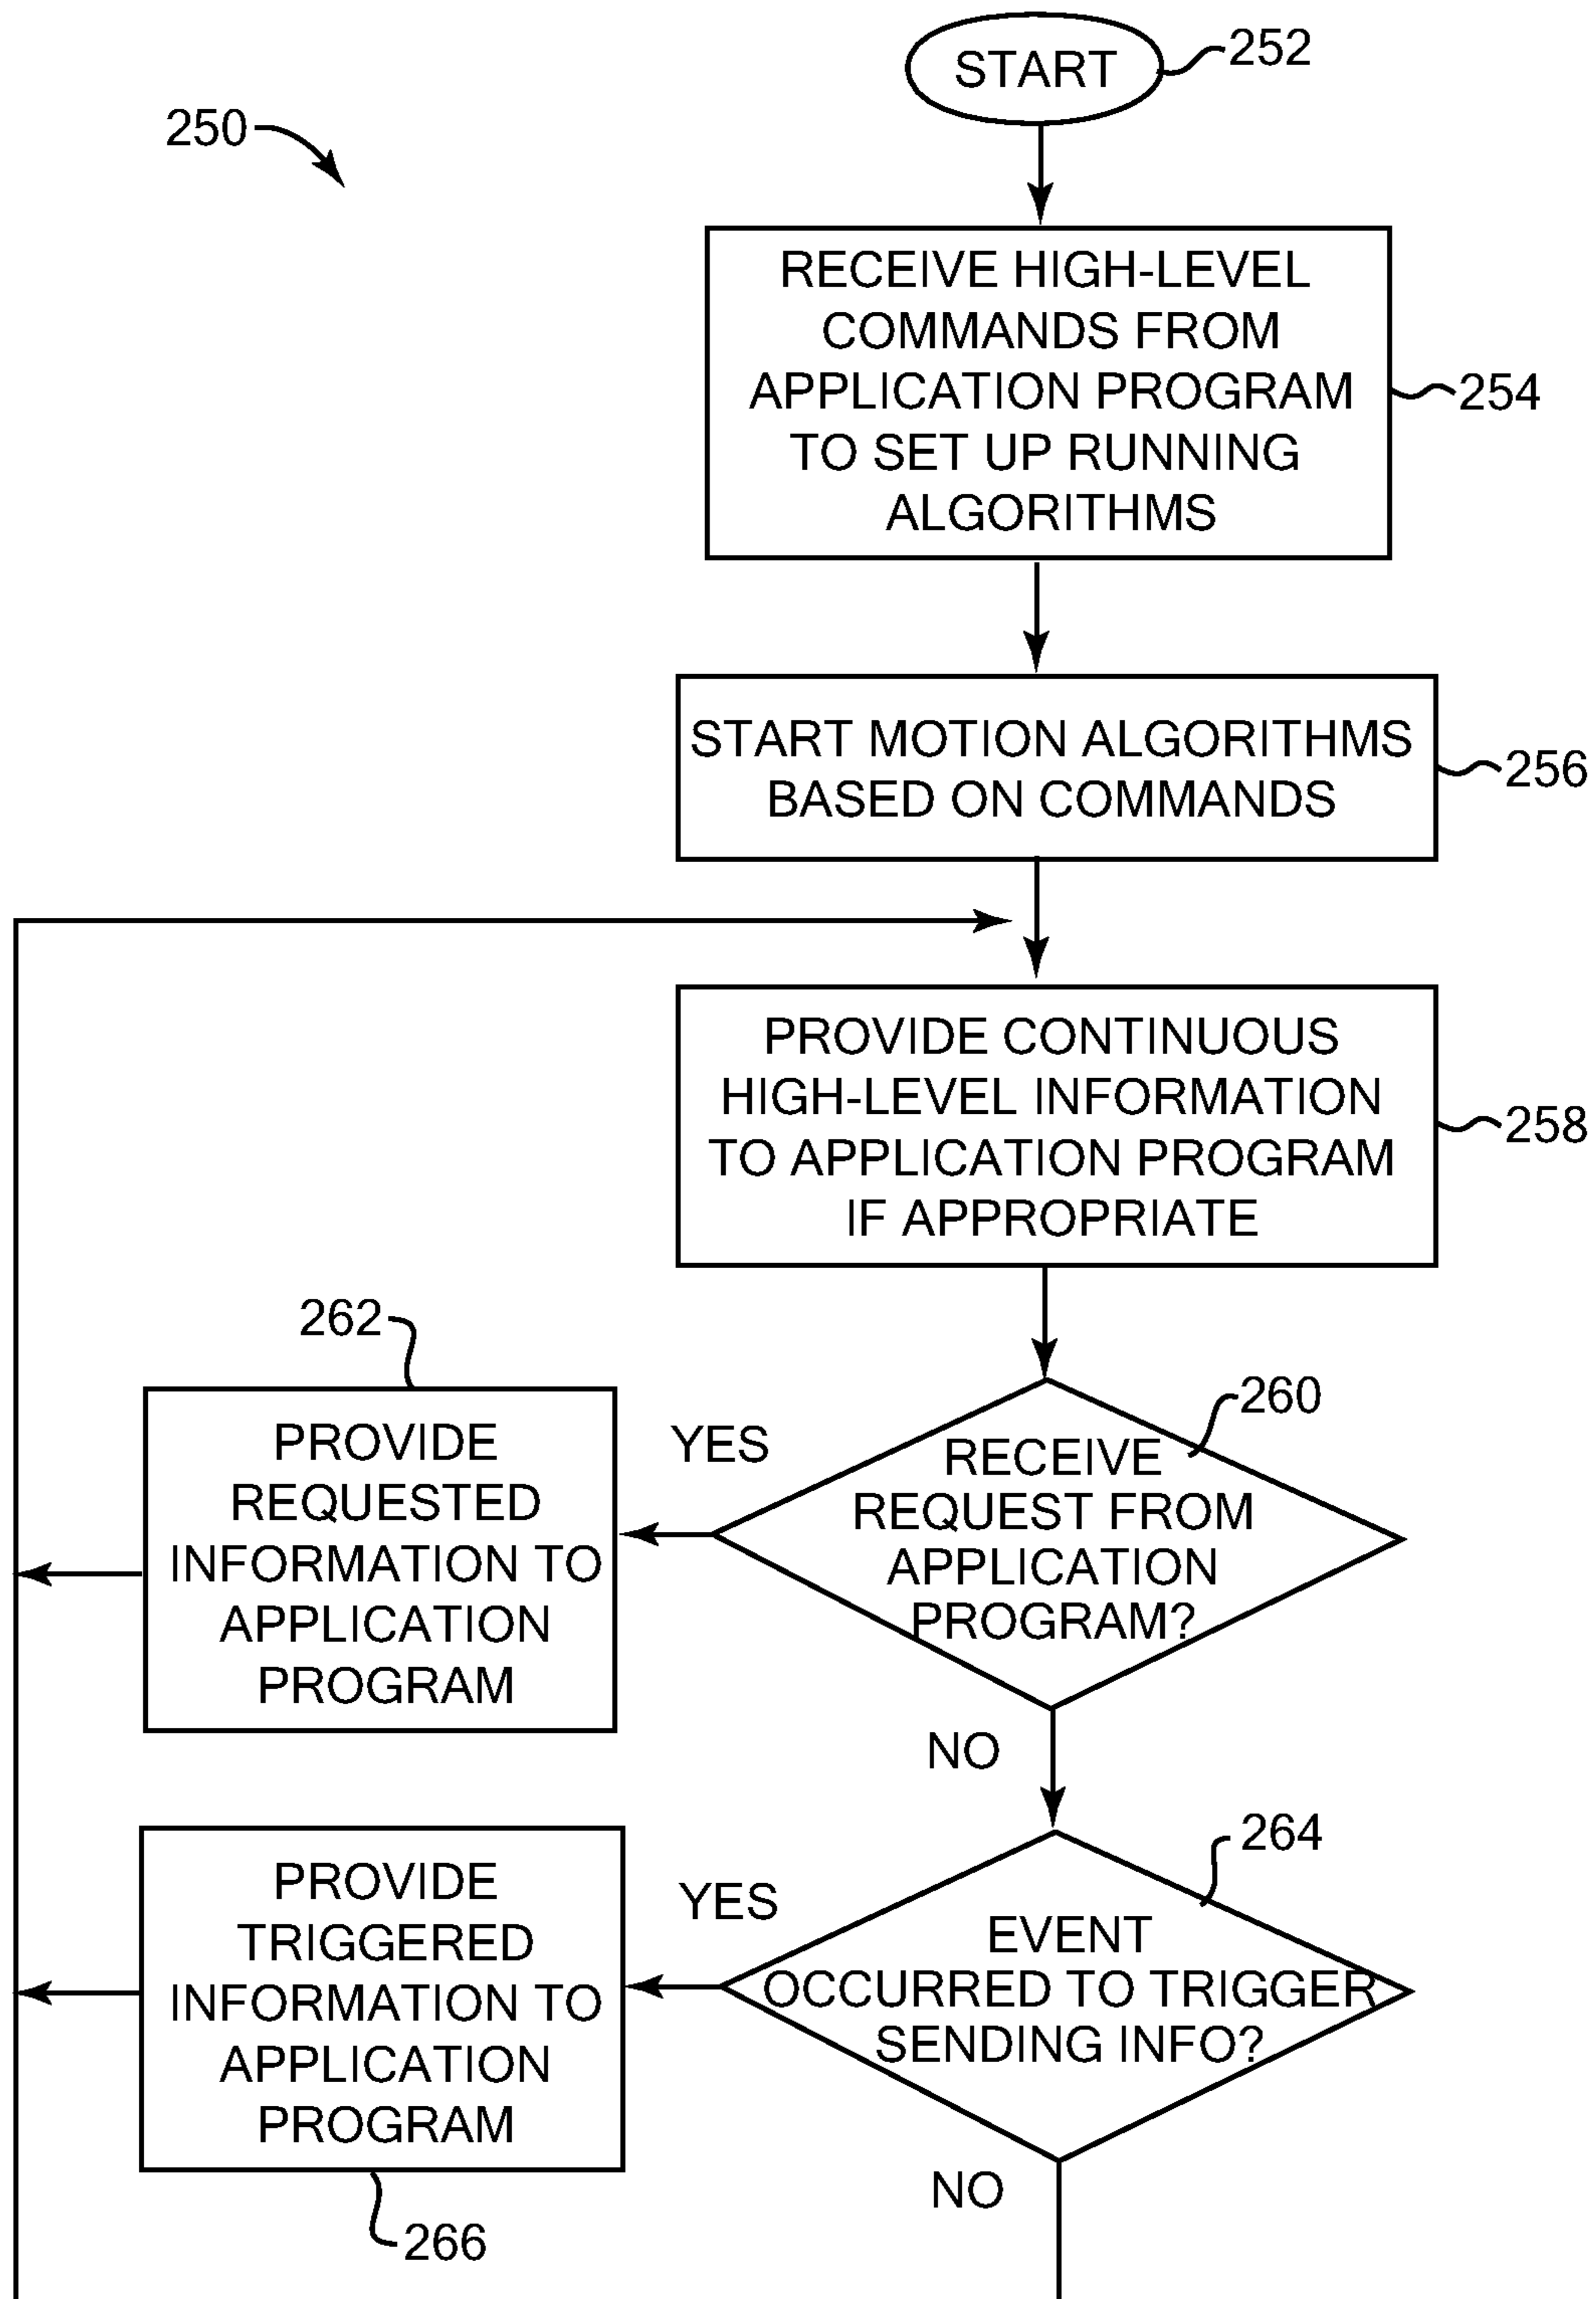 START
252
250
RECEIVE HIGH-LEVEL
COMMANDS FROM
APPLICATION PROGRAM
TO SET UP RUNNING
ALGORITHMS
254
START MOTION ALGORITHMS
BASED ON COMMANDS
256
PROVIDE CONTINUOUS
HIGH-LEVEL INFORMATION
TO APPLICATION PROGRAM
IF APPROPRIATE
258
262
PROVIDE
REQUESTED
INFORMATION TO
APPLICATION
PROGRAM
YES
260
RECEIVE
REQUEST FROM
APPLICATION
PROGRAM?
NO
264
PROVIDE
TRIGGERED
INFORMATION TO
APPLICATION
PROGRAM
YES
EVENT
OCCURRED TO TRIGGER
SENDING INFO?
NO
266